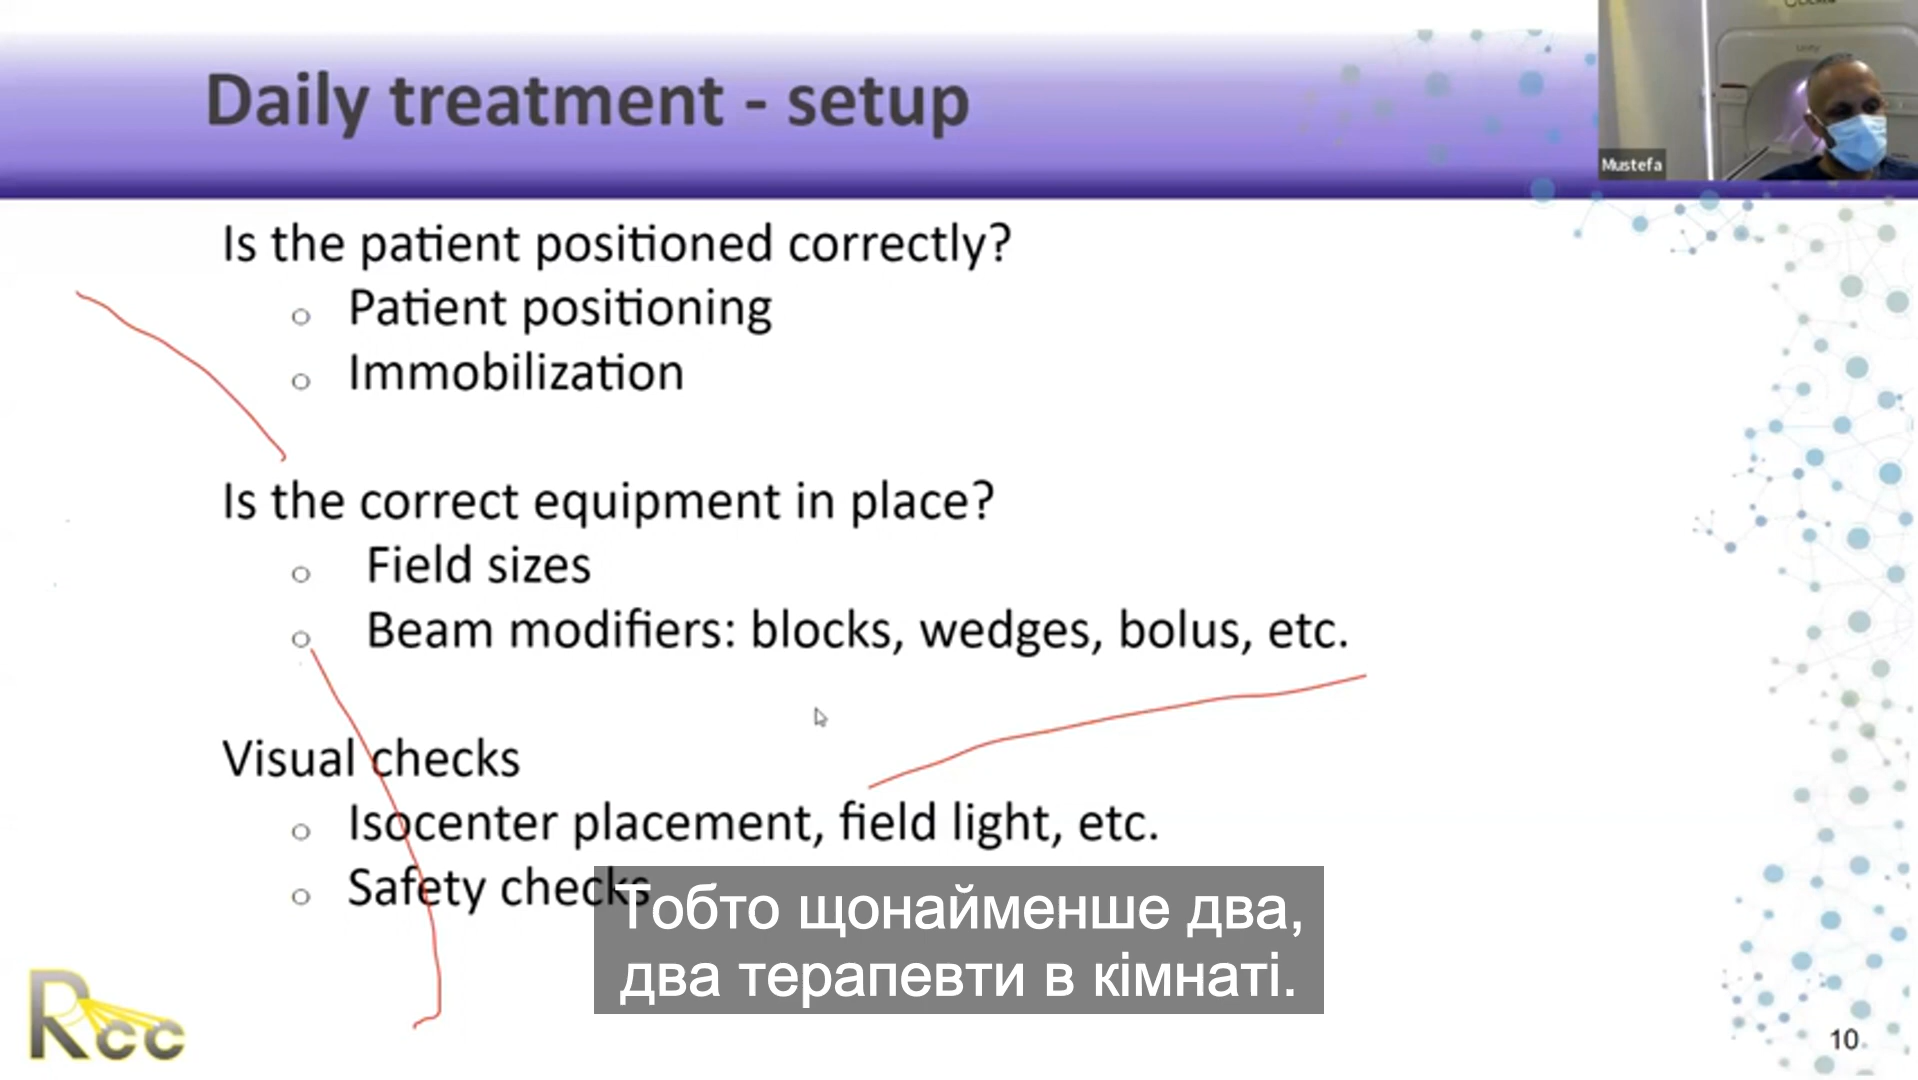 Daily treatment - setup
Unity
Mustefa
Is the patient positioned correctly?
Patient positioning
Immobilization
Is the correct equipment in place?
Field sizes
Beam modifiers: blocks, wedges, bolus, etc.
Visual checks
Isocenter placement, field light, etc.
Safety checks
Тобто щонайменше два,
два терапевти в кімнаті.
Rcc
10